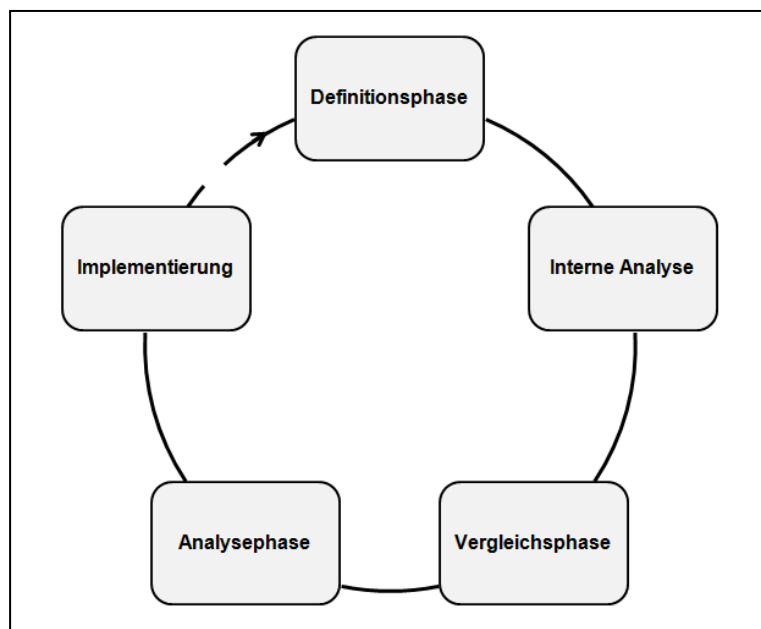 Definitionsphase
Interne Analyse
Vergleichsphase
Analysephase
Implementierung